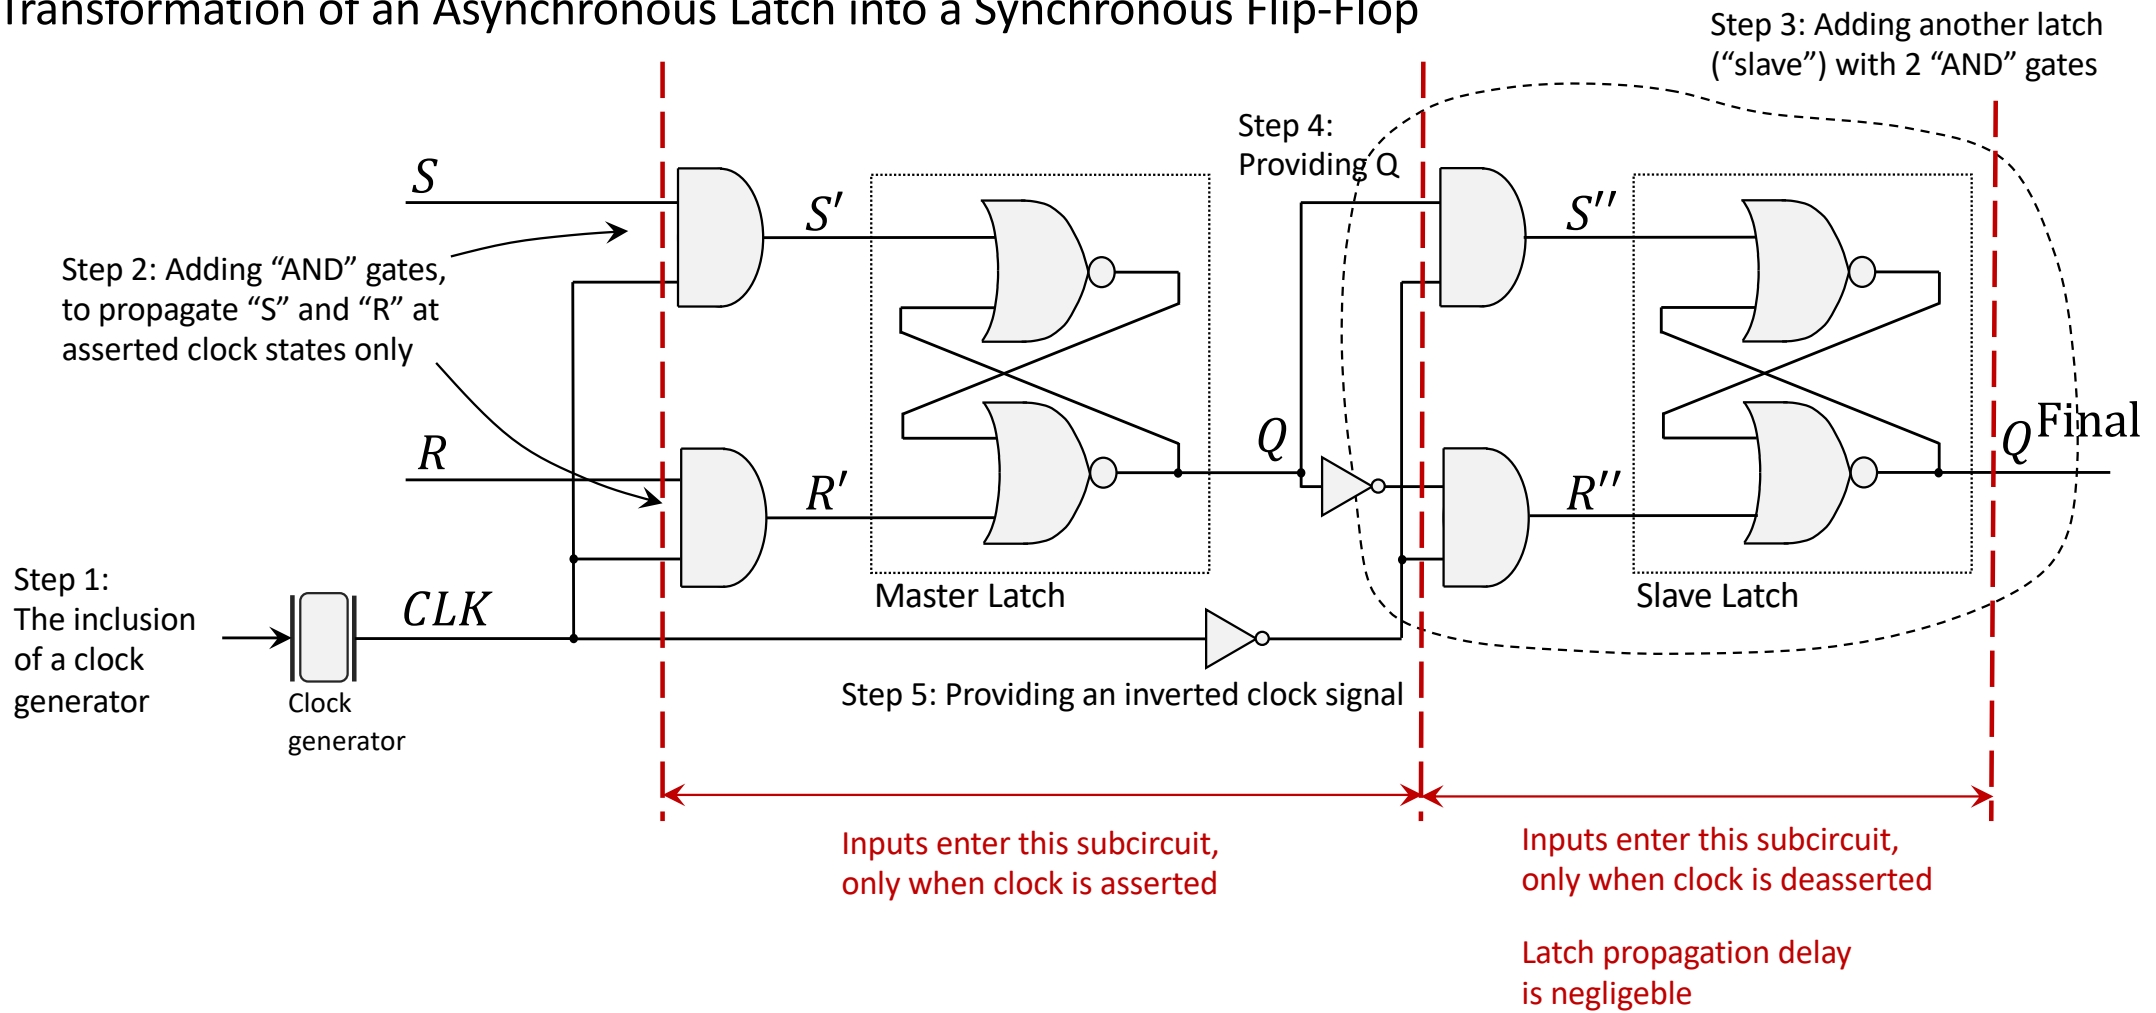 Transformation of an Asynchronous Latch into a Synchronous Flip-Flop
Step 3: Adding another latch
(“slave”) with 2 “AND” gates
Step 4:
Providing Q
S
S′
S′′
Step 2: Adding “AND” gates,
to propagate “S” and “R” at
asserted clock states only
R
R′
Q
R′′
Q^Final
Step 1:
The inclusion
of a clock
generator
CLK
Clock
generator
Master Latch
Slave Latch
Step 5: Providing an inverted clock signal
Inputs enter this subcircuit,
only when clock is asserted
Inputs enter this subcircuit,
only when clock is deasserted
Latch propagation delay
is negligeble